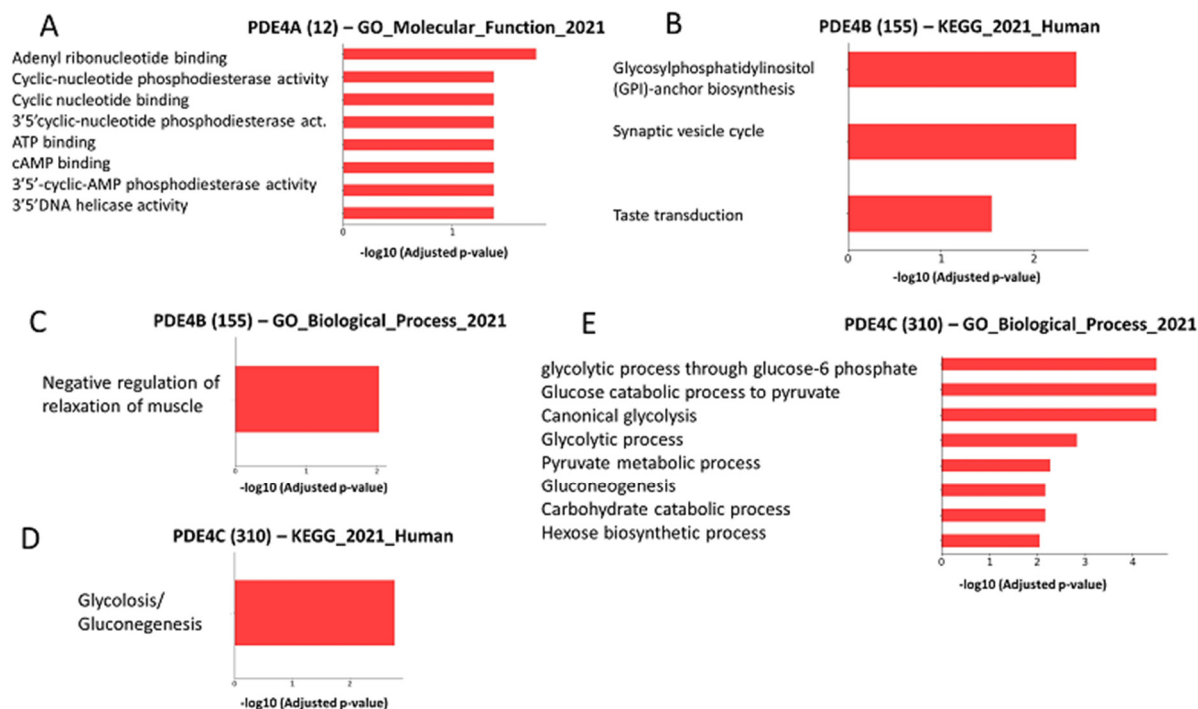 A
PDE4A (12) – GO_Molecular_Function_2021
Adenyl ribonucleotide binding
Cyclic-nucleotide phosphodiesterase activity
Cyclic nucleotide binding
3’5’cyclic-nucleotide phosphodiesterase act.
ATP binding
cAMP binding
3’5’-cyclic-AMP phosphodiesterase activity
3’5’DNA helicase activity
0 1
-log10 (Adjusted p-value)
B
PDE4B (155) – KEGG_2021_Human
Glycosylphosphatidylinositol
(GPI)-anchor biosynthesis
Synaptic vesicle cycle
Taste transduction
0 1 2
-log10 (Adjusted p-value)
C
PDE4B (155) – GO_Biological_Process_2021
Negative regulation of
relaxation of muscle
0 1 2
-log10 (Adjusted p-value)
D
PDE4C (310) – KEGG_2021_Human
Glycolosis/
Gluconegenesis
0 1 2
-log10 (Adjusted p-value)
E
PDE4C (310) – GO_Biological_Process_2021
glycolytic process through glucose-6 phosphate
Glucose catabolic process to pyruvate
Canonical glycolysis
Glycolytic process
Pyruvate metabolic process
Gluconeogenesis
Carbohydrate catabolic process
Hexose biosynthetic process
0 1 2 3 4
-log10 (Adjusted p-value)